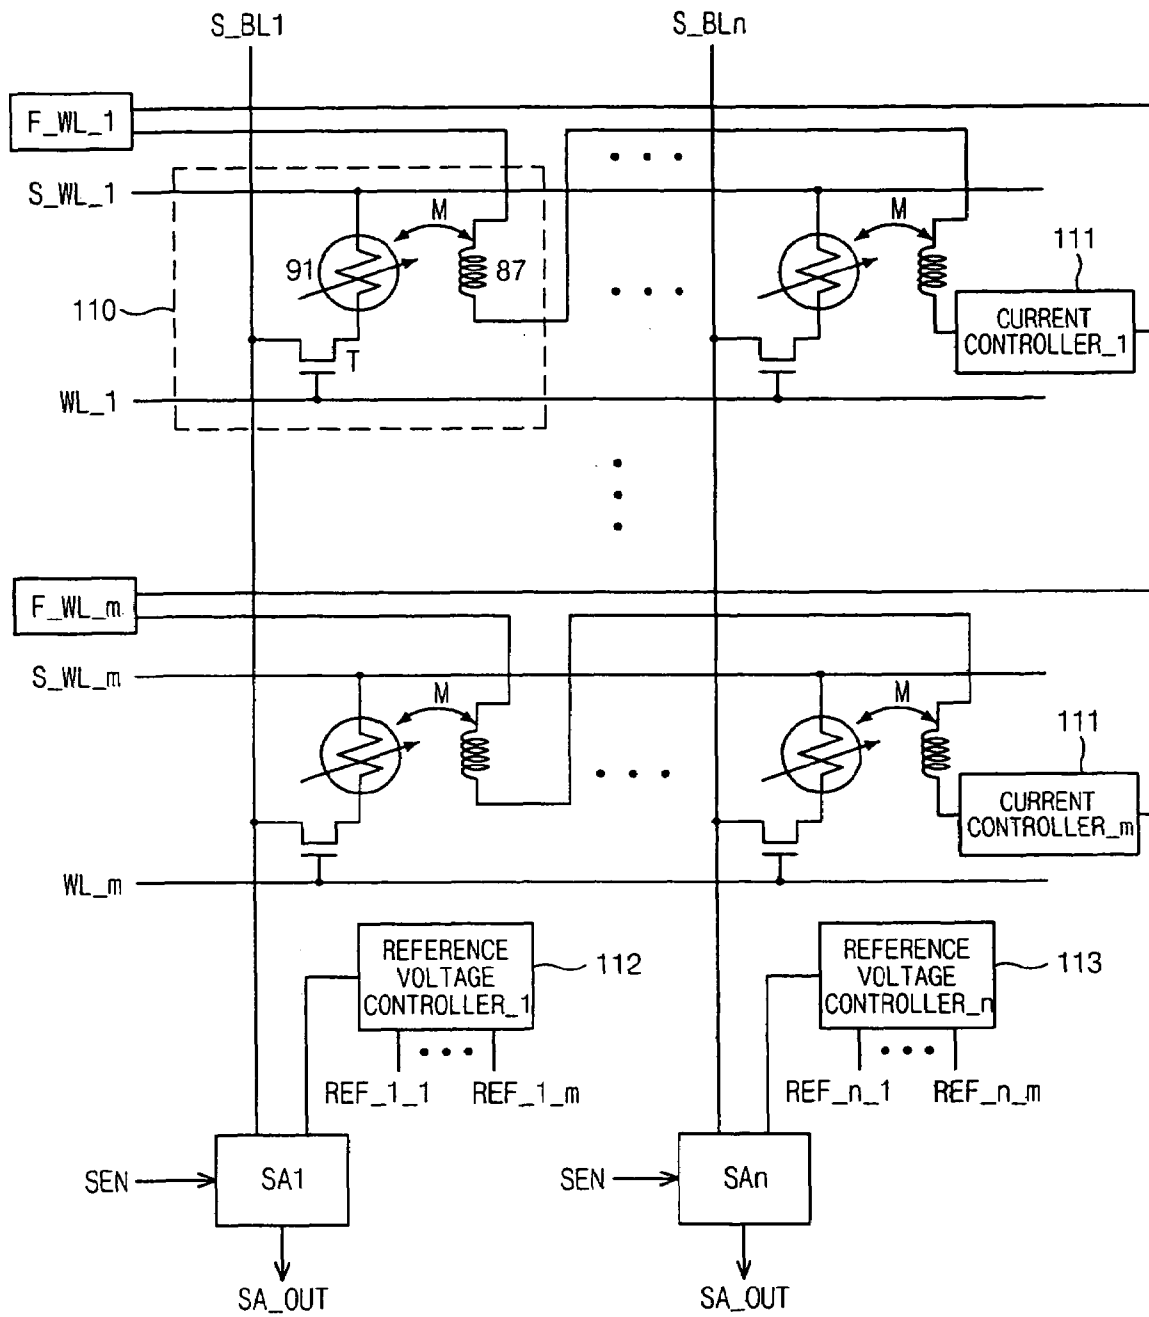 S_BL1
S_BLn
F_WL_1
S_WL_1
M
M
91
87
111
110
CURRENT
CONTROLLER_1
T
WL_1
F_WL_m
S_WL_m
M
M
111
CURRENT
CONTROLLER_m
WL_m
REFERENCE
VOLTAGE
CONTROLLER_1
112
REFERENCE
VOLTAGE
CONTROLLER_n
113
REF_1_1
REF_1_m
REF_n_1
REF_n_m
SEN
SA1
SEN
SAn
SA_OUT
SA_OUT